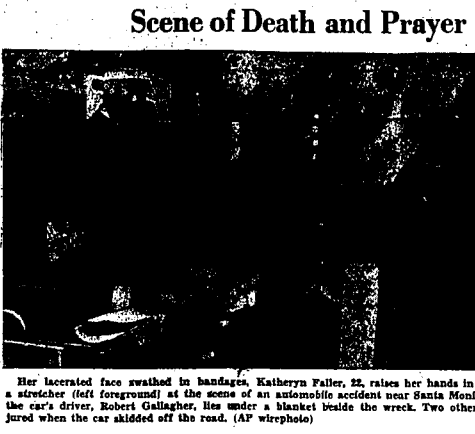 Scene of Death and Prayer
Her lacerated face swathed in bandages, Katheryn Faller, 22, raises her hands in
a stretcher (left foreground) at the scene of an automobile accident near Santa Moni
the car's driver, Robert Gallagher, lies under a blanket beside the wreck. Two other
jured when the car skidded off the road. (AP wirephoto)